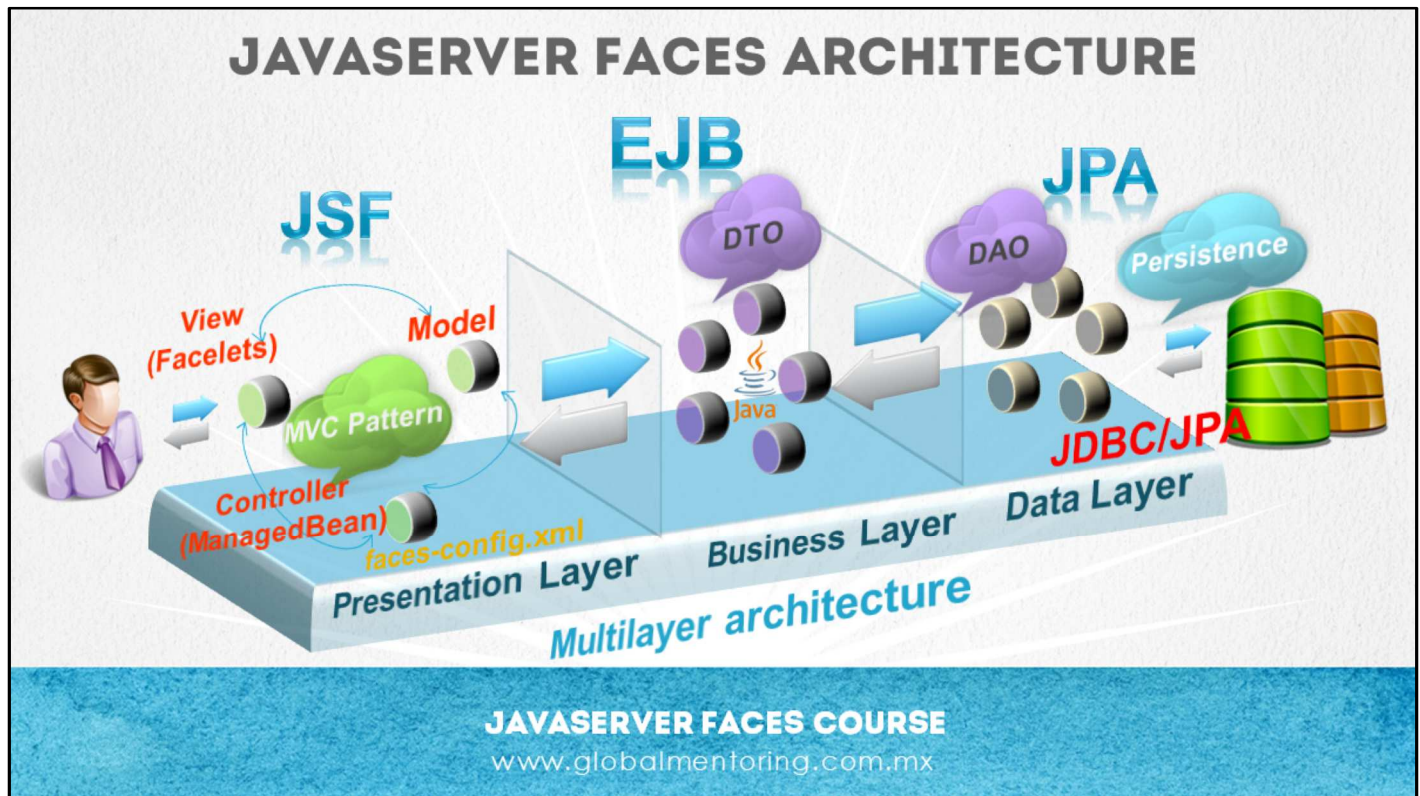 JAVASERVER FACES ARCHITECTURE
JSF
EJB
JPA
View
(Facelets)
Model
MVC Pattern
Controller
(ManagedBean)
faces-config.xml
DTO
Java
DAO
Persistence
JDBC/JPA
Presentation Layer
Business Layer
Data Layer
Multilayer architecture
JAVASERVER FACES COURSE
www.globalmentoring.com.mx